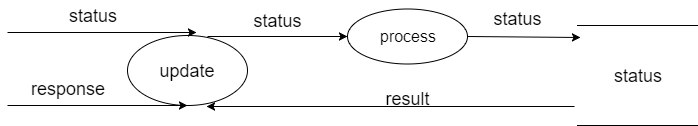 status
status
status
process
update
status
response
result